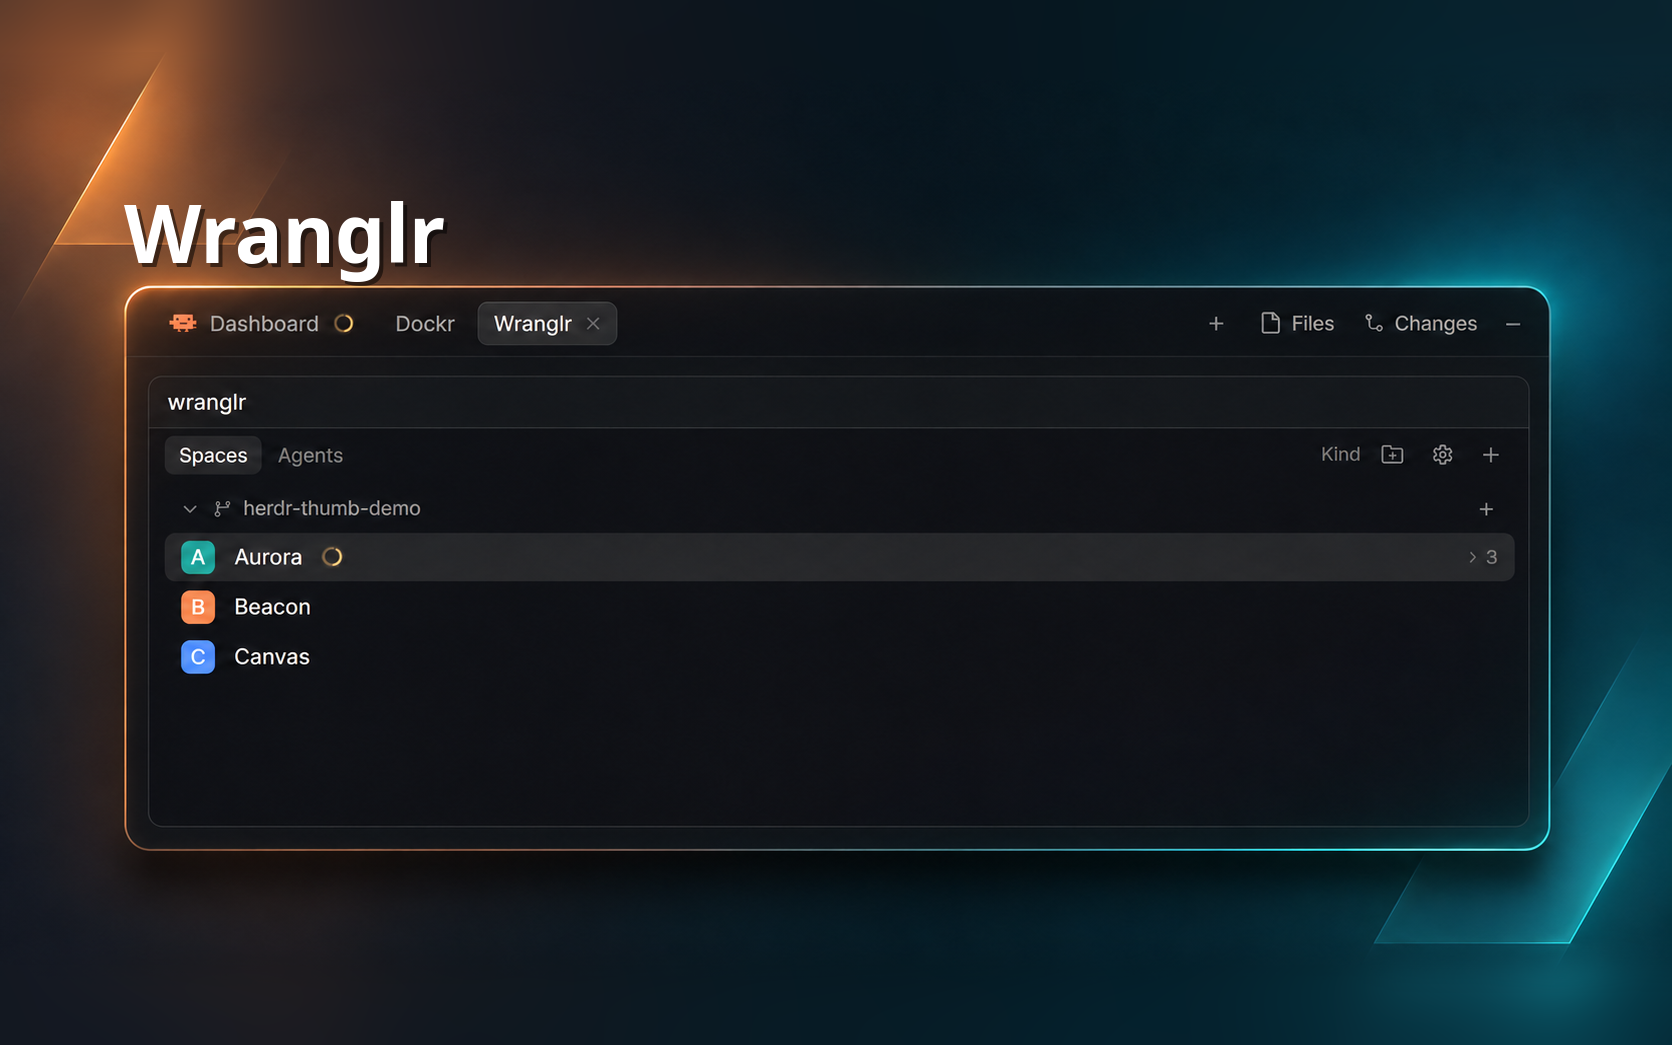 Wranglr
Dashboard Dockr Wranglr Files Changes
wranglr
Spaces Agents Kind
herdr-thumb-demo
A Aurora 3
B Beacon
C Canvas